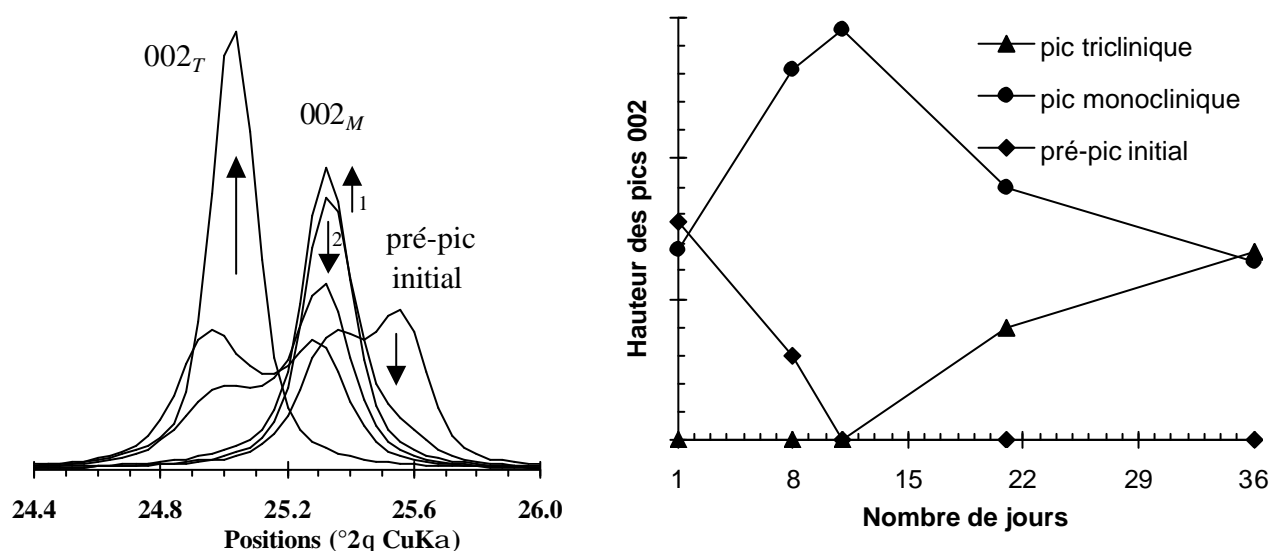 002T
002M
1
2
pré-pic
initial
24.4 24.8 25.2 25.6 26.0
Positions (°2q CuKa)
Hauteur des pics 002
pic triclinique
pic monoclinique
pré-pic initial
1 8 15 22 29 36
Nombre de jours